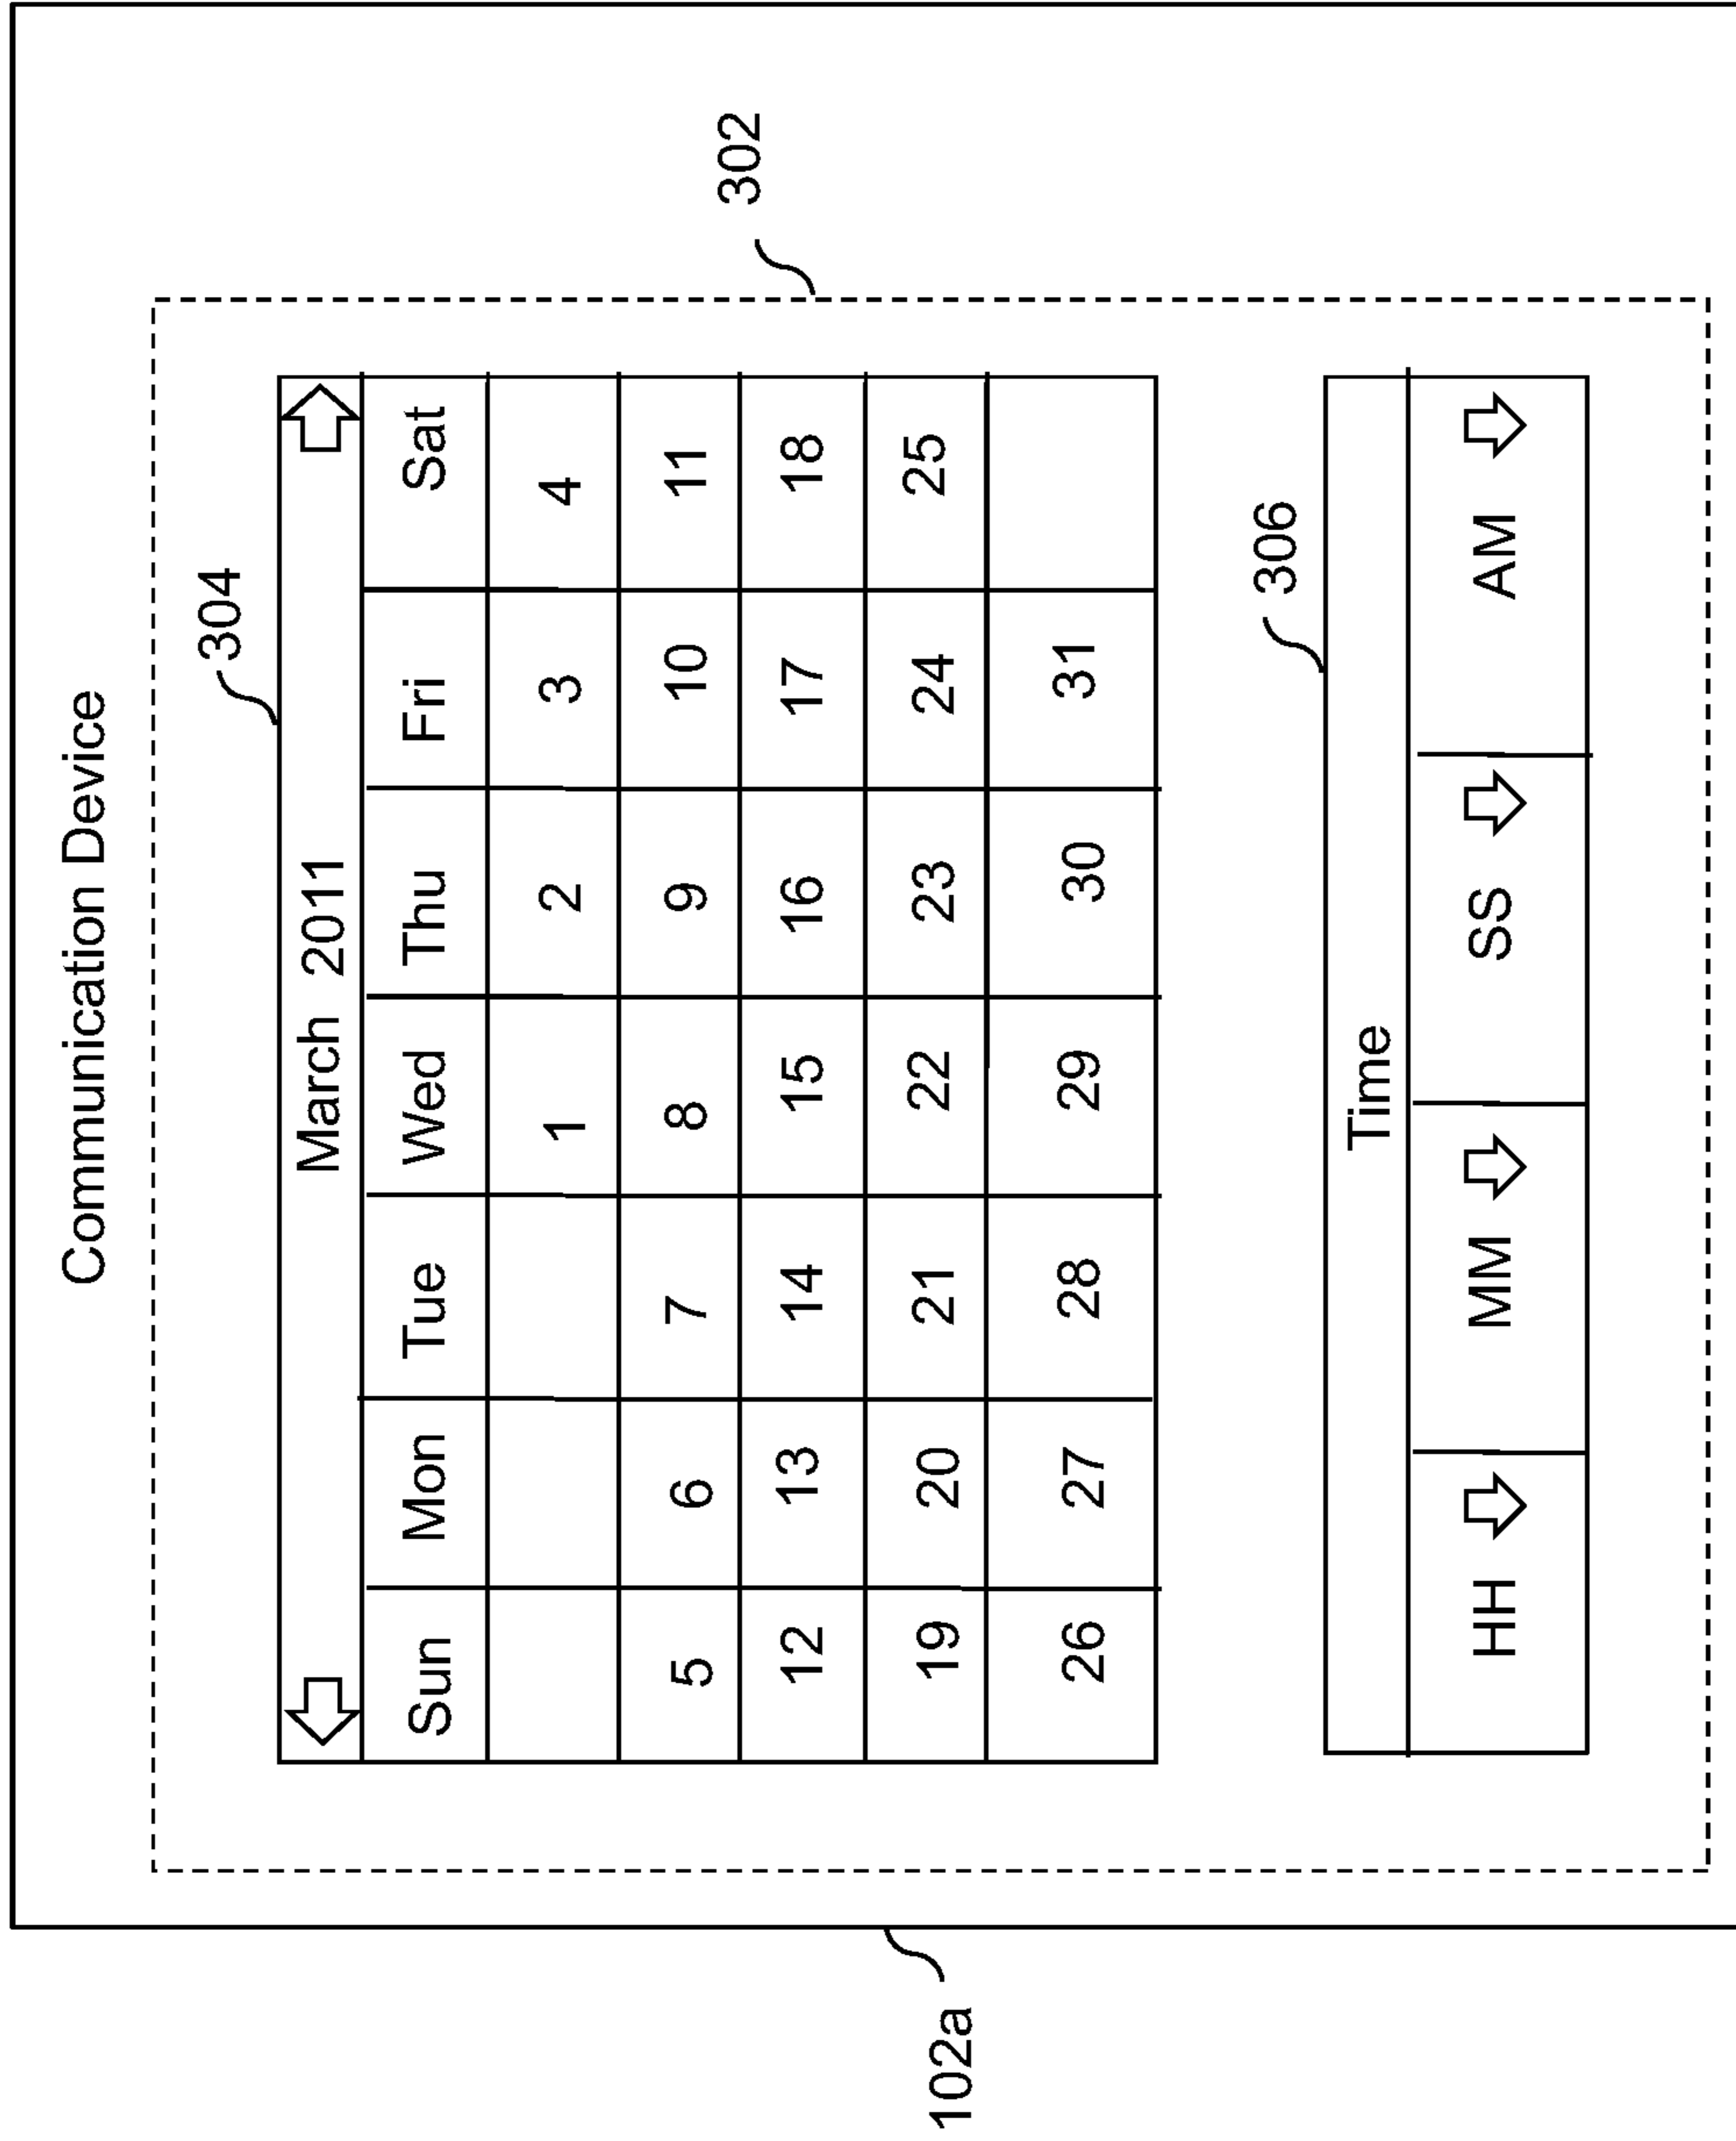 Communication Device
304
March 2011
Sun Mon Tue Wed Thu Fri Sat
1 2 3 4
5 6 7 8 9 10 11
12 13 14 15 16 17 18
19 20 21 22 23 24 25
26 27 28 29 30 31
302
306
Time
HH MM SS AM
102a